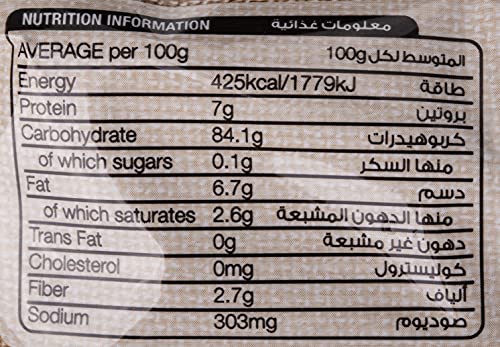 NUTRITION INFORMATION معلومات غذائية
AVERAGE per 100g المتوسط لكل 100g
Energy 425kcal/1779kJ طاقة
Protein 7g بروتين
Carbohydrate 84.1g كربوهيدرات
of which sugars 0.1g منها السكر
Fat 6.7g دسم
of which saturates 2.6g منها الدهون المشبعة
Trans Fat 0g دهون غير مشبعة
Cholesterol 0mg كوليسترول
Fiber 2.7g ألياف
Sodium 303mg صوديوم